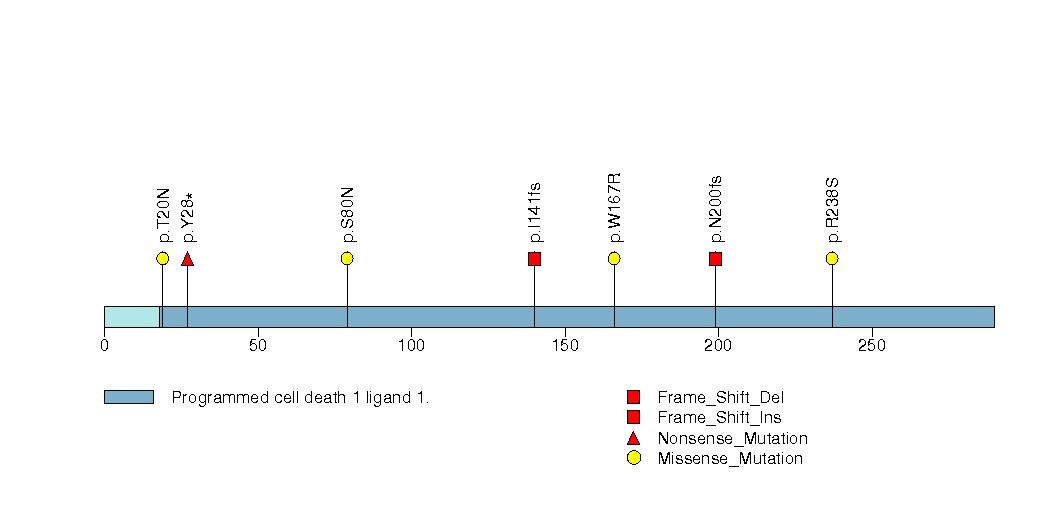 p.T20N
p.Y28*
p.S80N
p.I141fs
p.W167R
p.N200fs
p.R238S
0 50 100 150 200 250
Programmed cell death 1 ligand 1.
Frame_Shift_Del
Frame_Shift_Ins
Nonsense_Mutation
Missense_Mutation